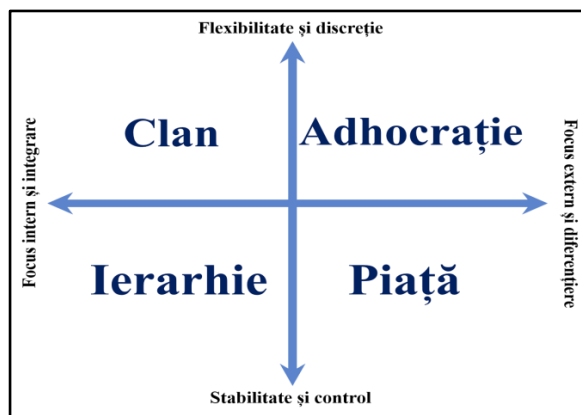 Flexibilitate și discreție
Focus intern și integrare
Clan
Adhocrație
Focus extern și diferențiere
Ierarhie
Piață
Stabilitate și control